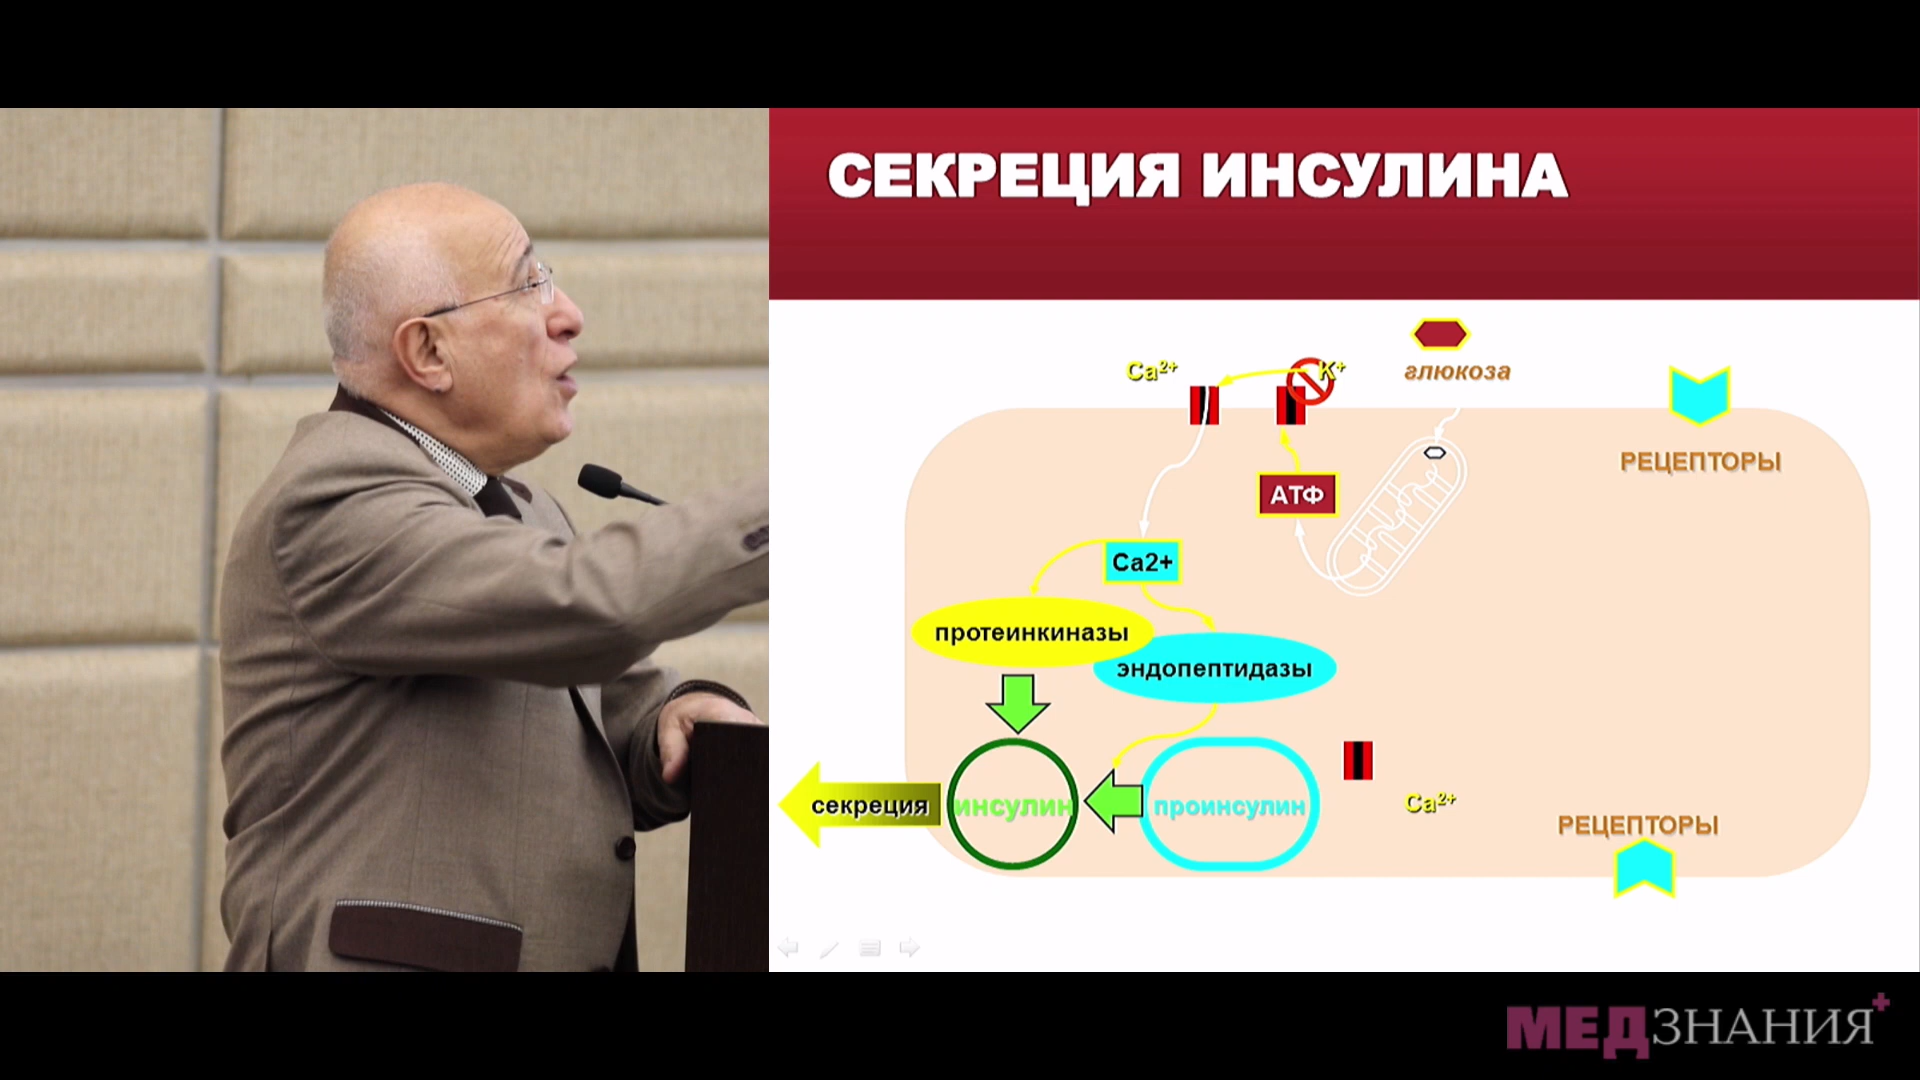 СЕКРЕЦИЯ ИНСУЛИНА
Ca²⁺
K⁺
глюкоза
РЕЦЕПТОРЫ
АТФ
Ca2+
протеинкиназы
эндопептидазы
секреция
инсулин
проинсулин
Ca²⁺
РЕЦЕПТОРЫ
МЕДЗНАНИЯ+